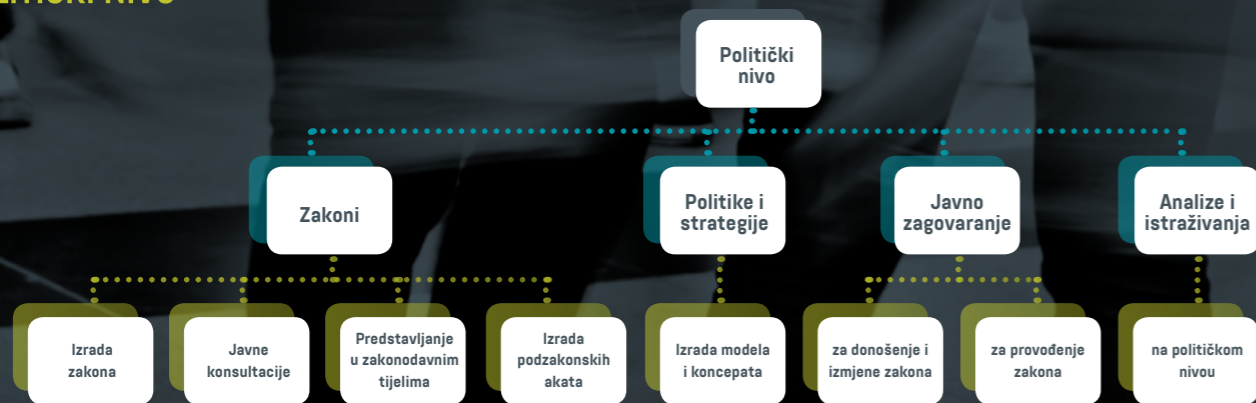 Politički
nivo
Zakoni
Politike i
strategije
Javno
zagovaranje
Analize i
istraživanja
Izrada
zakona
Javne
konsultacije
Predstavljanje
u zakonodavnim
tijelima
Izrada
podzakonskih
akata
Izrada modela
i koncepata
za donošenje i
izmjene zakona
za provođenje
zakona
na političkom
nivou